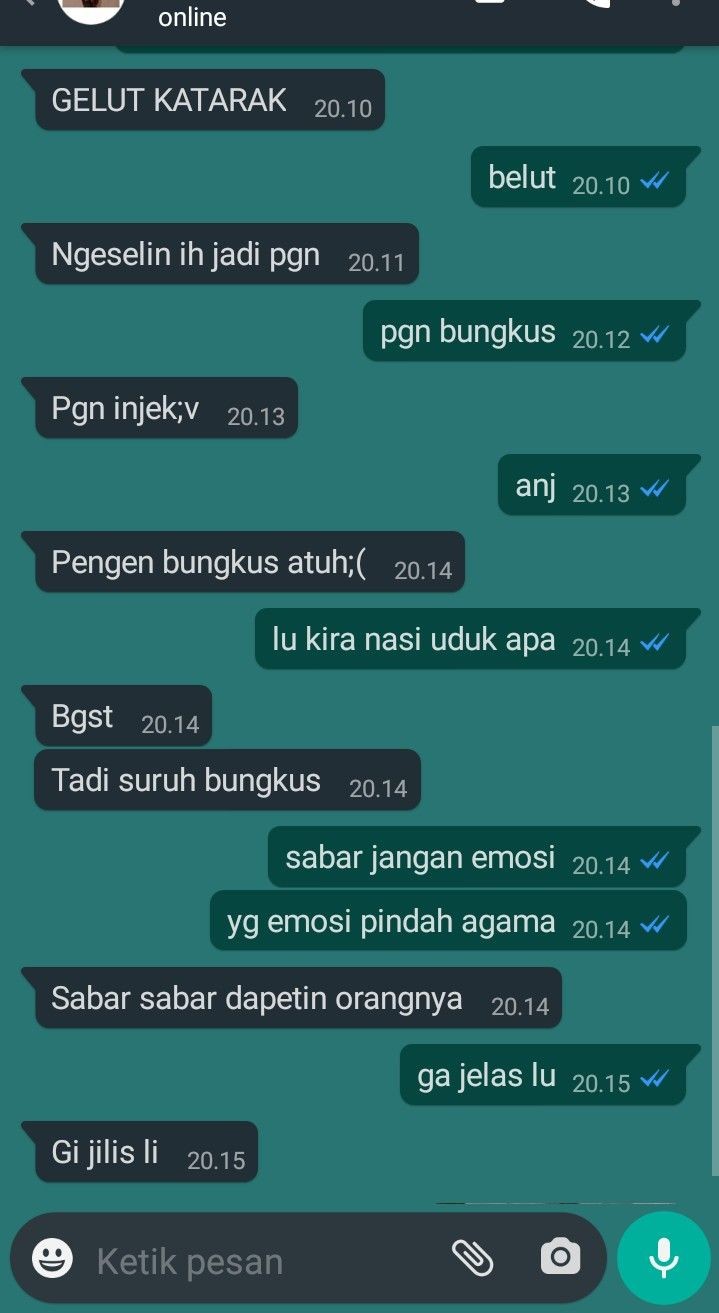 online
GELUT KATARAK 20.10
belut 20.10
Ngeselin ih jadi pgn 20.11
pgn bungkus 20.12
Pgn injek;v 20.13
anj 20.13
Pengen bungkus atuh;( 20.14
lu kira nasi uduk apa 20.14
Bgst 20.14
Tadi suruh bungkus 20.14
sabar jangan emosi 20.14
yg emosi pindah agama 20.14
Sabar sabar dapetin orangnya 20.14
ga jelas lu 20.15
Gi jilis li 20.15
Ketik pesan